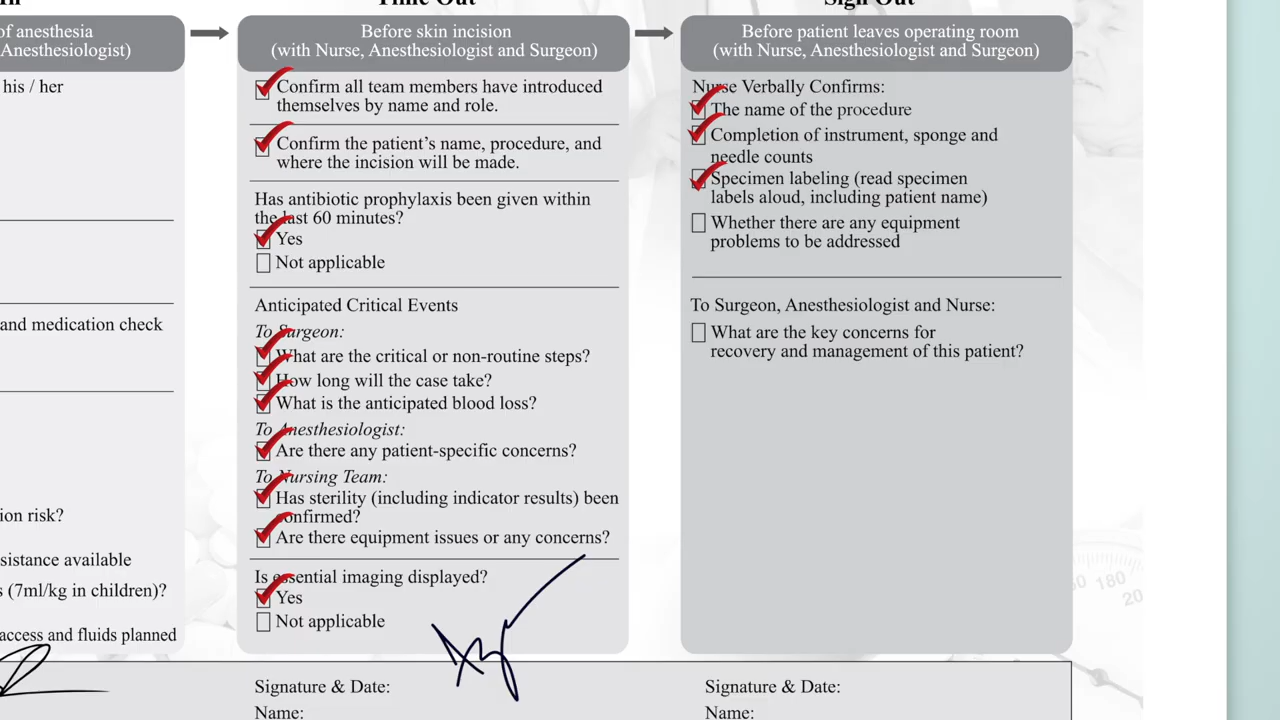 Time Out
Sign Out
of anesthesia
Anesthesiologist)
Before skin incision
(with Nurse, Anesthesiologist and Surgeon)
Before patient leaves operating room
(with Nurse, Anesthesiologist and Surgeon)
his / her
and medication check
ion risk?
sistance available
s (7ml/kg in children)?
access and fluids planned
Confirm all team members have introduced
themselves by name and role.
Confirm the patient’s name, procedure, and
where the incision will be made.
Has antibiotic prophylaxis been given within
the last 60 minutes?
Yes
Not applicable
Anticipated Critical Events
To Surgeon:
What are the critical or non-routine steps?
How long will the case take?
What is the anticipated blood loss?
To Anesthesiologist:
Are there any patient-specific concerns?
To Nursing Team:
Has sterility (including indicator results) been
confirmed?
Are there equipment issues or any concerns?
Is essential imaging displayed?
Yes
Not applicable
Signature & Date:
Name:
Nurse Verbally Confirms:
The name of the procedure
Completion of instrument, sponge and
needle counts
Specimen labeling (read specimen
labels aloud, including patient name)
Whether there are any equipment
problems to be addressed
To Surgeon, Anesthesiologist and Nurse:
What are the key concerns for
recovery and management of this patient?
180
Signature & Date:
Name: